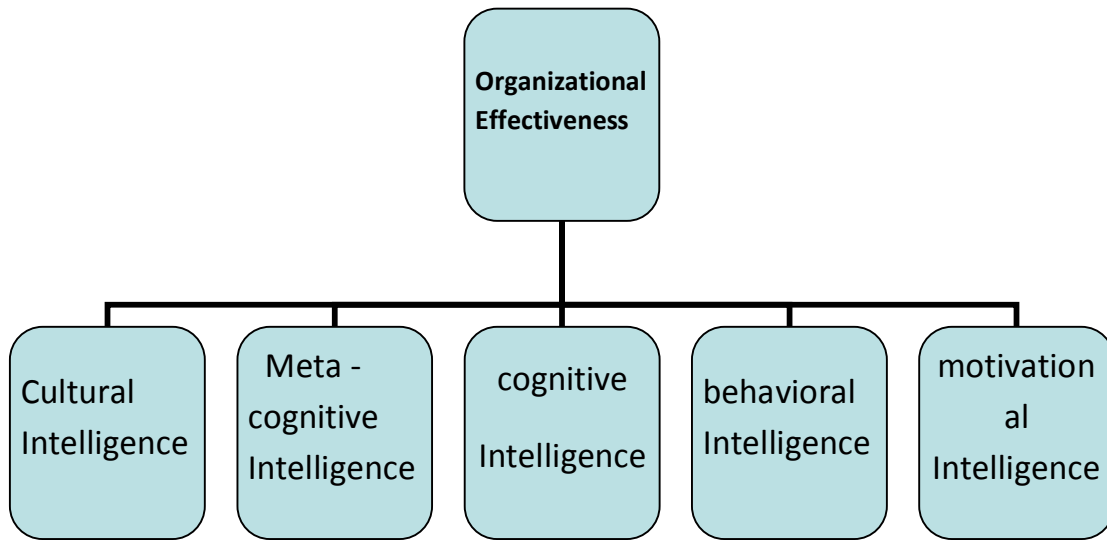 Organizational
Effectiveness
Cultural
Intelligence
Meta -
cognitive
Intelligence
cognitive
Intelligence
behavioral
Intelligence
motivation
al
Intelligence